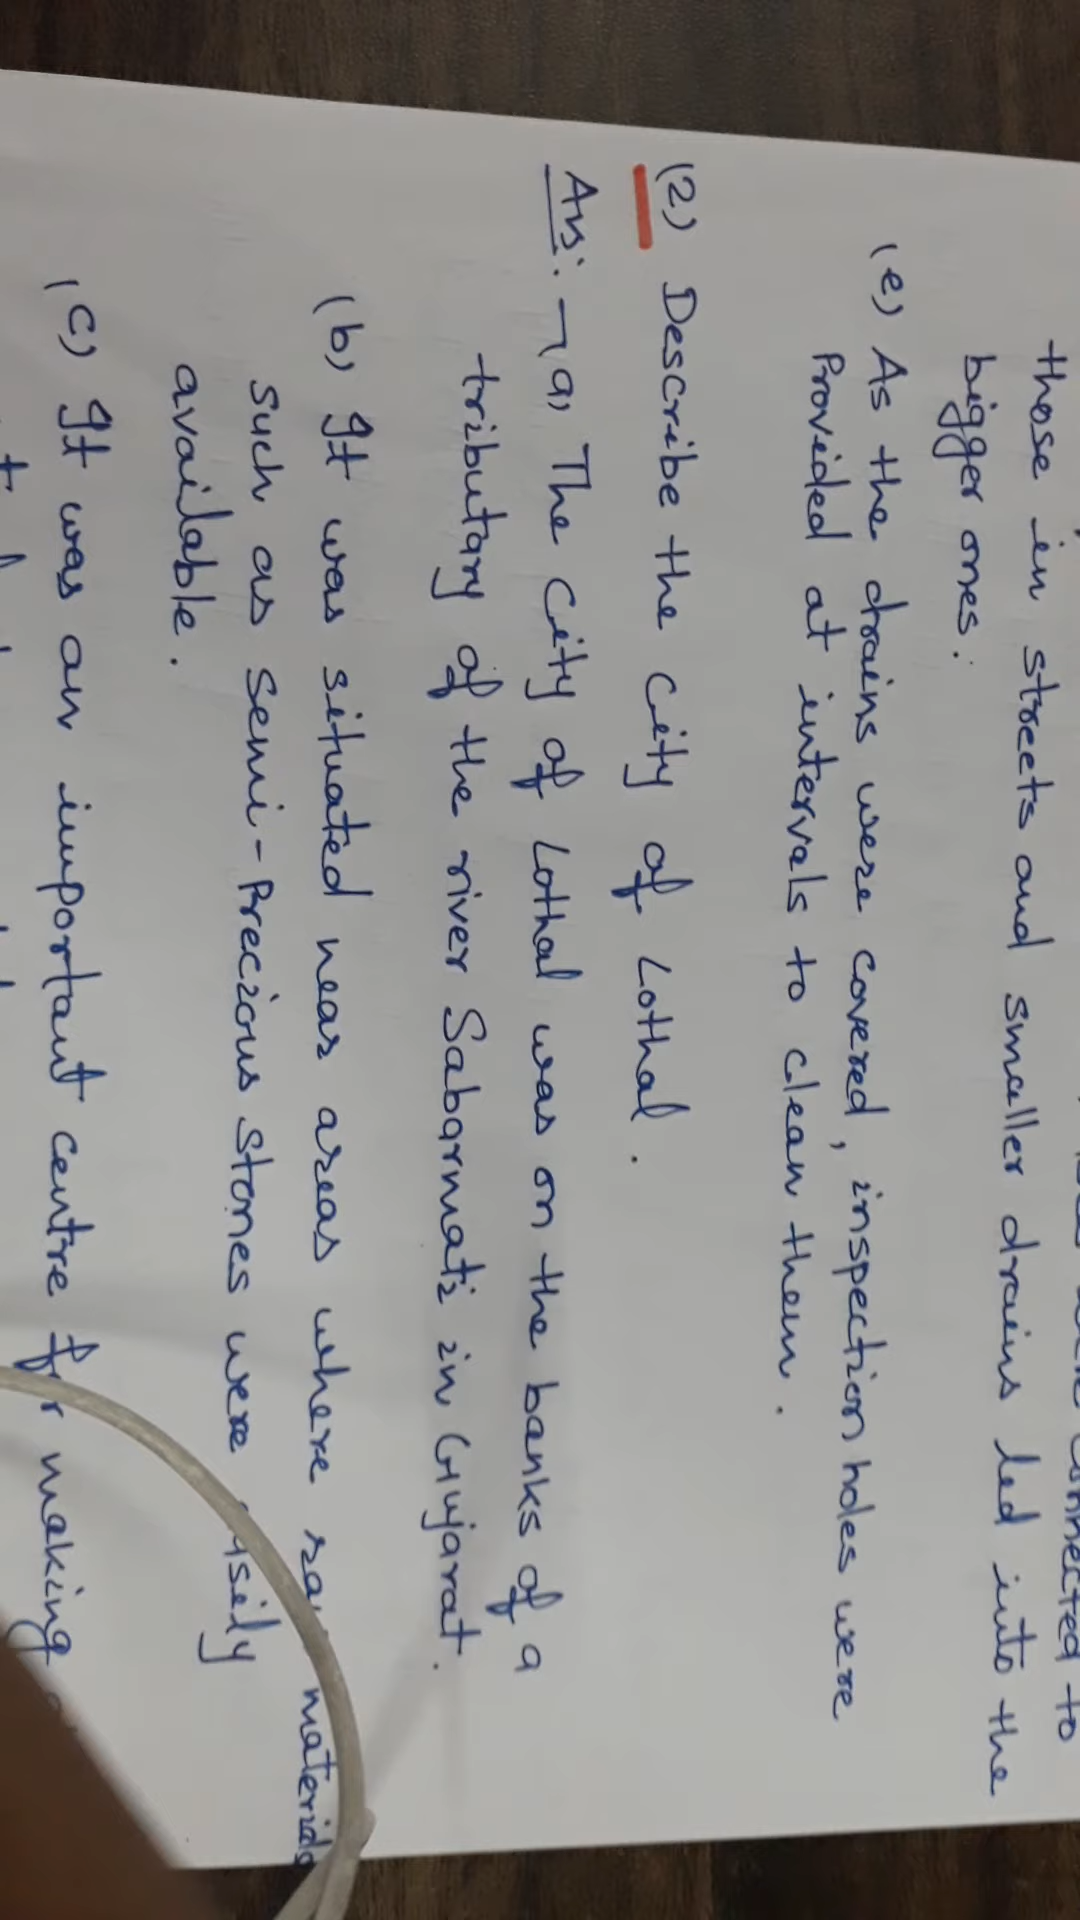 connected to
those in streets and smaller drains led into the
bigger ones.
(e) As the drains were covered, inspection holes were
Provided at intervals to clean them.
(2) Describe the City of Lothal.
Ans:- (a) The City of Lothal was on the banks of a
tributary of the river Sabarmati in Gujarat.
(b) It was situated near areas where raw materials
such as Semi-Precious Stones were easily
available.
(c) It was an important centre for making